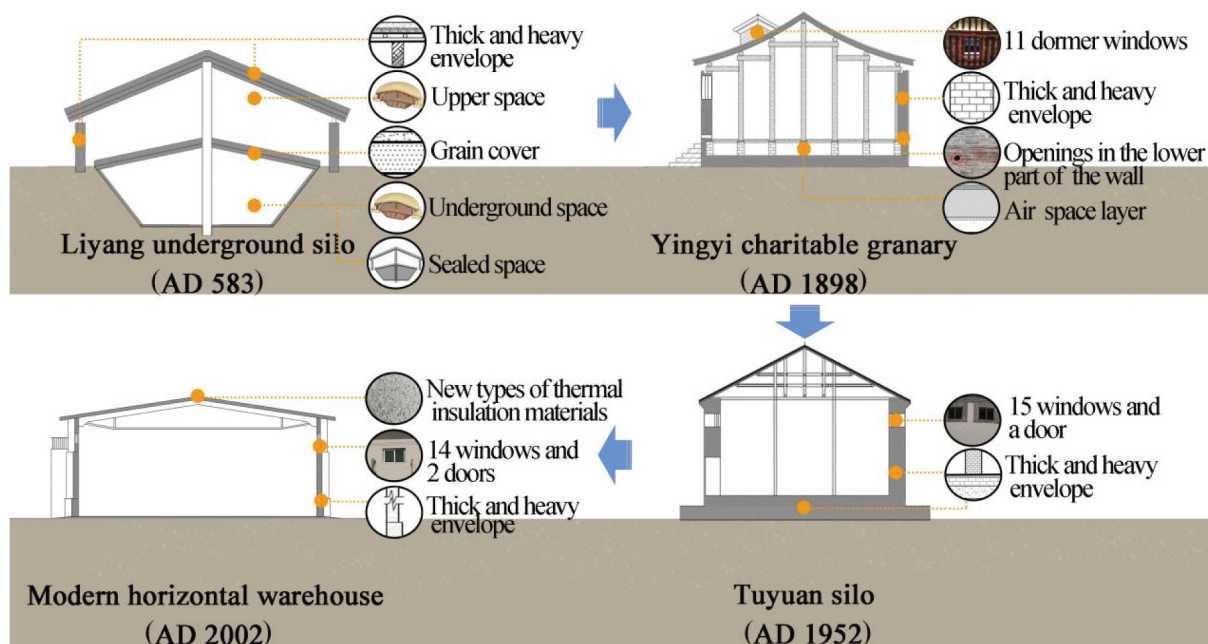 Thick and heavy
envelope
Upper space
Grain cover
Underground space
Sealed space
Liyang underground silo
(AD 583)
11 dormer windows
Thick and heavy
envelope
Openings in the lower
part of the wall
Air space layer
Yingyi charitable granary
(AD 1898)
New types of thermal
insulation materials
14 windows and
2 doors
Thick and heavy
envelope
Modern horizontal warehouse
(AD 2002)
15 windows and
a door
Thick and heavy
envelope
Tuyuan silo
(AD 1952)